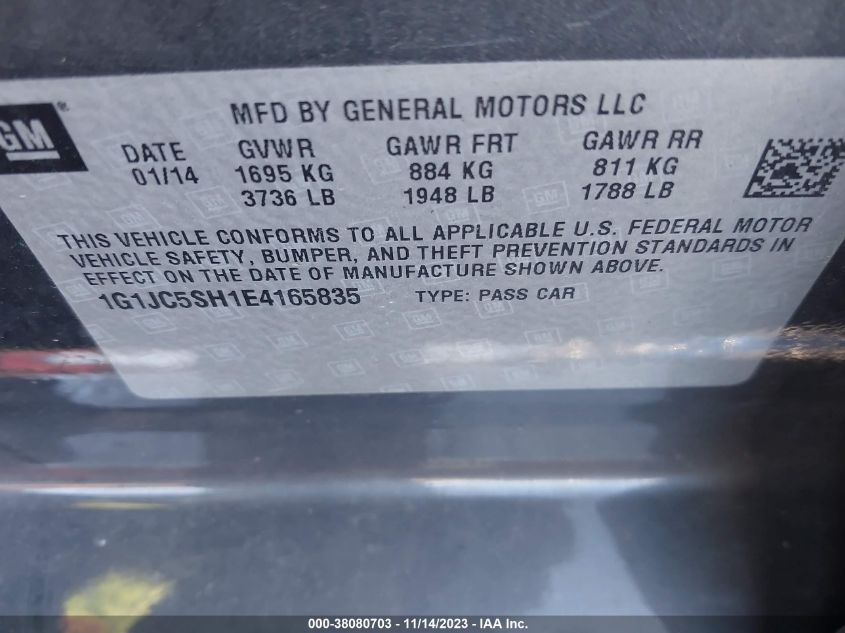 GM®
MFD BY GENERAL MOTORS LLC
DATE GVWR GAWR FRT GAWR RR
01/14 1695 KG 884 KG 811 KG
3736 LB 1948 LB 1788 LB
THIS VEHICLE CONFORMS TO ALL APPLICABLE U.S. FEDERAL MOTOR
VEHICLE SAFETY, BUMPER, AND THEFT PREVENTION STANDARDS IN
EFFECT ON THE DATE OF MANUFACTURE SHOWN ABOVE.
1G1JC5SH1E4165835 TYPE: PASS CAR
000-38080703 - 11/14/2023 - IAA Inc.